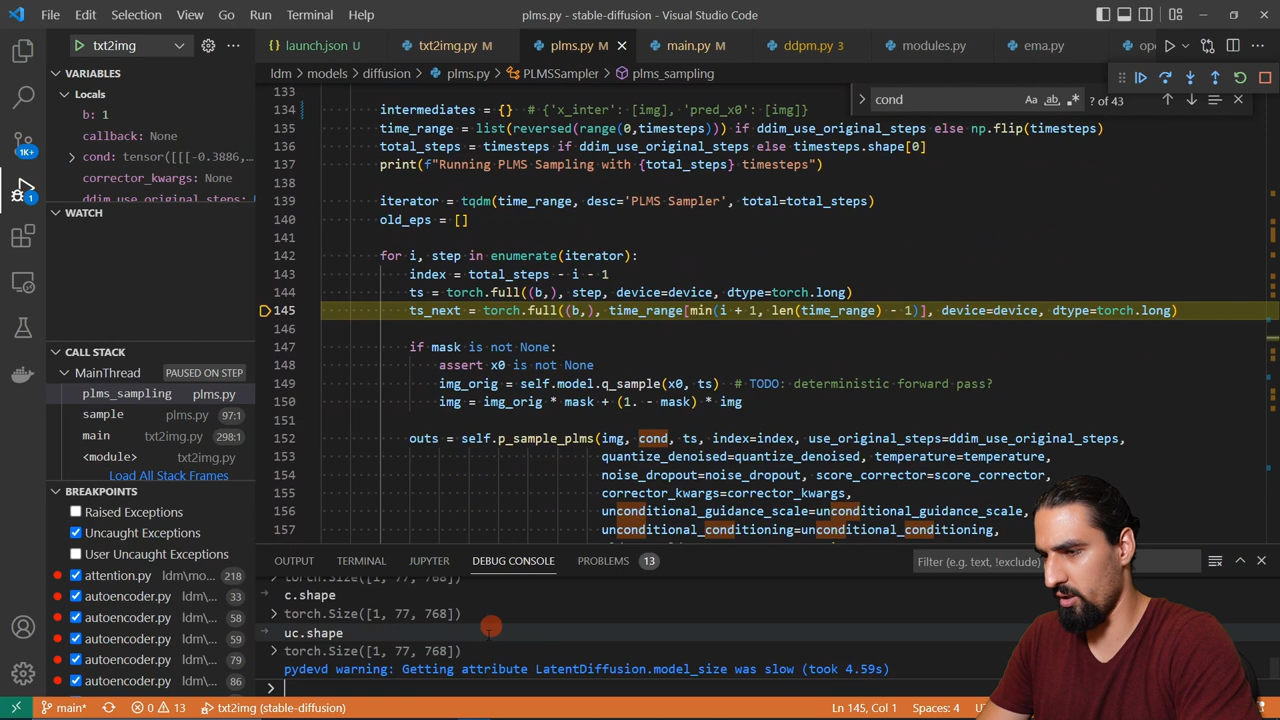 File Edit Selection View Go Run Terminal Help plms.py - stable-diffusion - Visual Studio Code
txt2img launch.json U txt2img.py M plms.py M main.py M ddpm.py 3 modules.py ema.py
ldm > models > diffusion > plms.py > PLMSSampler > plms_sampling
cond Aa ab .* ? of 43
VARIABLES
Locals
b: 1
callback: None
cond: tensor([[[-0.3886,...
corrector_kwargs: None
ddim_use_original_steps:
WATCH
CALL STACK
MainThread PAUSED ON STEP
plms_sampling plms.py
sample plms.py 97:1
main txt2img.py 298:1
<module> txt2img.py
Load All Stack Frames
BREAKPOINTS
Raised Exceptions
Uncaught Exceptions
User Uncaught Exceptions
attention.py ldm\mo... 218
autoencoder.py ldm\... 33
autoencoder.py ldm\... 58
autoencoder.py ldm\... 59
autoencoder.py ldm\... 79
autoencoder.py ldm\... 86
1K+
1
133
134 intermediates = {} # {'x_inter': [img], 'pred_x0': [img]}
135 time_range = list(reversed(range(0,timesteps))) if ddim_use_original_steps else np.flip(timesteps)
136 total_steps = timesteps if ddim_use_original_steps else timesteps.shape[0]
137 print(f"Running PLMS Sampling with {total_steps} timesteps")
138
139 iterator = tqdm(time_range, desc='PLMS Sampler', total=total_steps)
140 old_eps = []
141
142 for i, step in enumerate(iterator):
143 index = total_steps - i - 1
144 ts = torch.full((b,), step, device=device, dtype=torch.long)
145 ts_next = torch.full((b,), time_range[min(i + 1, len(time_range) - 1)], device=device, dtype=torch.long)
146
147 if mask is not None:
148 assert x0 is not None
149 img_orig = self.model.q_sample(x0, ts) # TODO: deterministic forward pass?
150 img = img_orig * mask + (1. - mask) * img
151
152 outs = self.p_sample_plms(img, cond, ts, index=index, use_original_steps=ddim_use_original_steps,
153 quantize_denoised=quantize_denoised, temperature=temperature,
154 noise_dropout=noise_dropout, score_corrector=score_corrector,
155 corrector_kwargs=corrector_kwargs,
156 unconditional_guidance_scale=unconditional_guidance_scale,
157 unconditional_conditioning=unconditional_conditioning,
OUTPUT TERMINAL JUPYTER DEBUG CONSOLE PROBLEMS 13 Filter (e.g. text, !exclude)
torch.Size([1, 77, 768])
c.shape
torch.Size([1, 77, 768])
uc.shape
torch.Size([1, 77, 768])
pydevd warning: Getting attribute LatentDiffusion.model_size was slow (took 4.59s)
main* 0 13 txt2img (stable-diffusion) Ln 145, Col 1 Spaces: 4